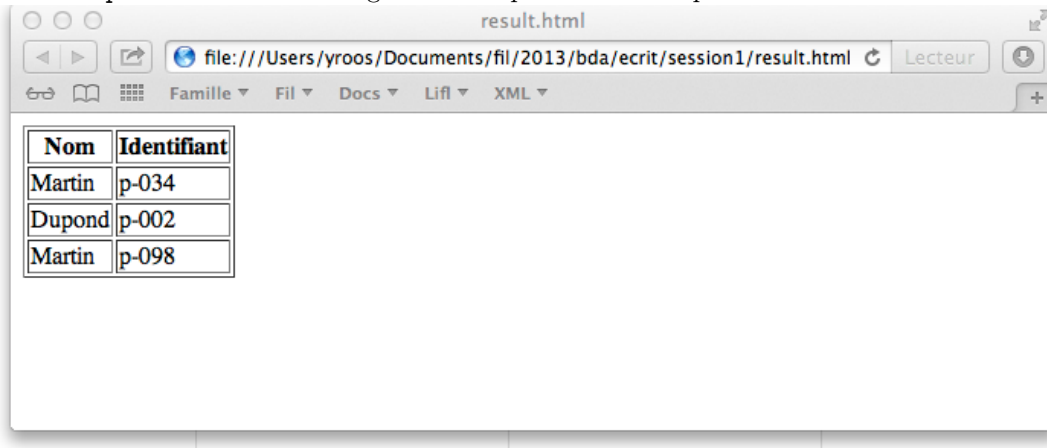 result.html
file:///Users/yroos/Documents/fil/2013/bda/ecrit/session1/result.html Lecteur
Famille Fil Docs Lifl XML
Nom Identifiant
Martin p-034
Dupond p-002
Martin p-098